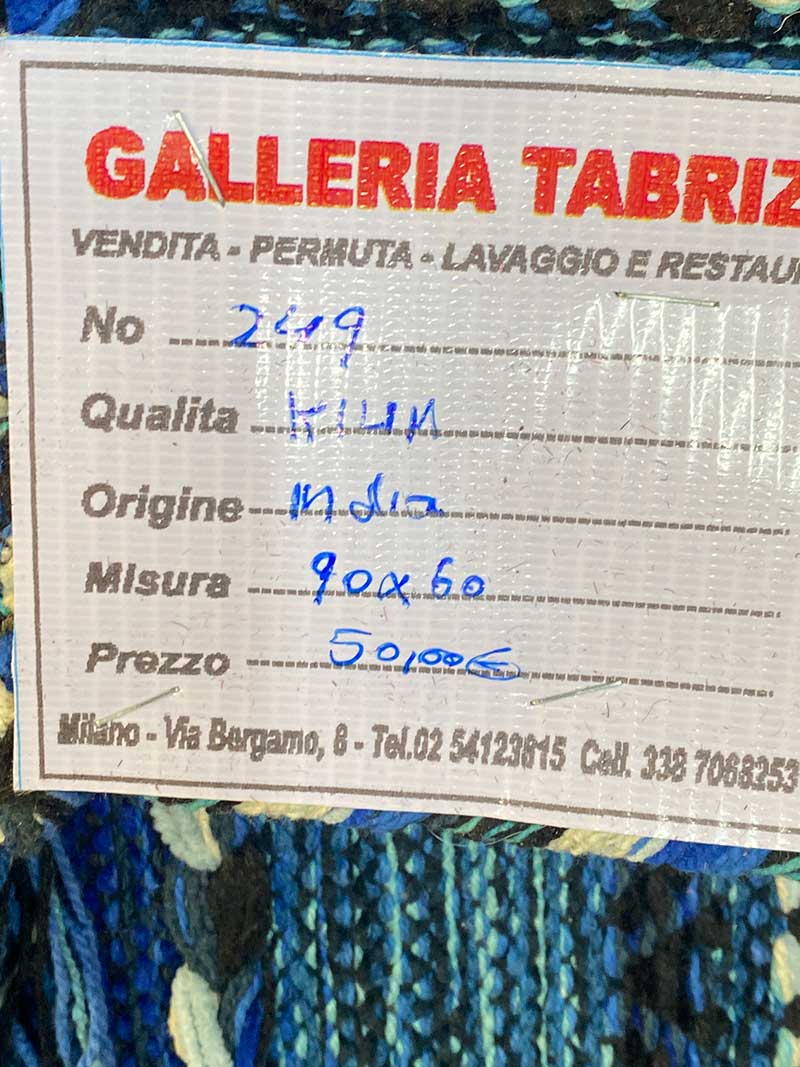 GALLERIA TABRIZ
VENDITA - PERMUTA - LAVAGGIO E RESTAU
No 249
Qualita KILIM
Origine India
Misura 90x60
Prezzo 50,00€
Milano - Via Bergamo, 8 - Tel.02 54123815 Cell. 338 7068253